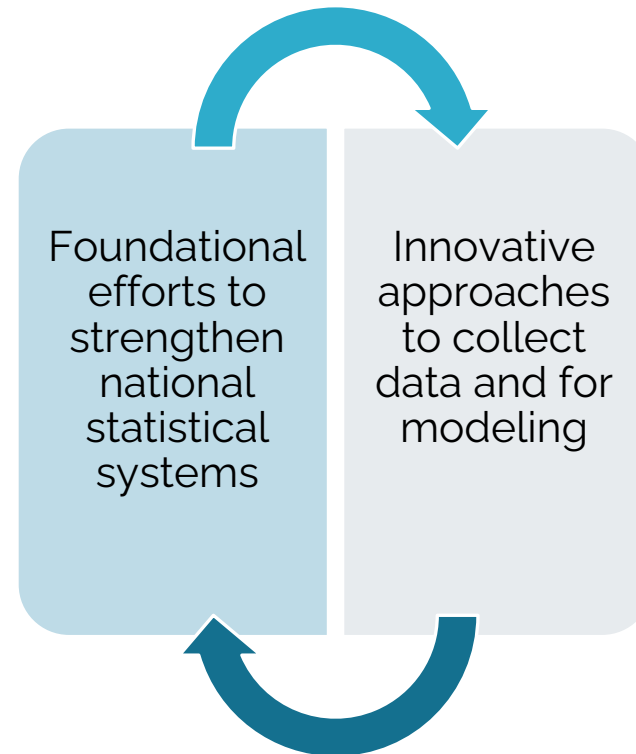 Foundational
efforts to
strengthen
national
statistical
systems
Innovative
approaches
to collect
data and for
modeling